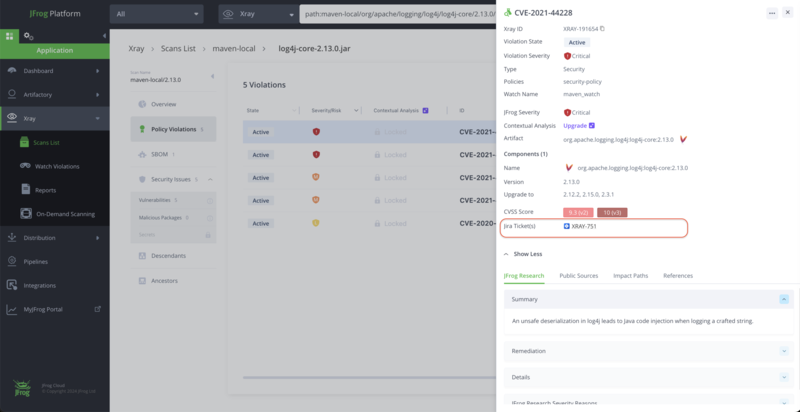 JFrog Platform
All
Xray
path:maven-local/org/apache/logging/log4j/log4j-core/2.13.0/
Application
Dashboard
Artifactory
Xray
Scans List
Watch Violations
Reports
On-Demand Scanning
Distribution
Pipelines
Integrations
MyJFrog Portal
JFrog
JFrog Cloud
Xray
Scans List
maven-local
log4j-core-2.13.0.jar
Scan Name
maven-local/2.13.0
Overview
Policy Violations 5
SBOM
Security Issues
Vulnerabilities
Malicious Packages
Secrets
Descendants
Ancestors
5 Violations
State Severity/Risk Contextual Analysis ID
Active Locked CVE-2021-
Active Locked CVE-2021-
Active Locked CVE-2021-
Active Locked CVE-2021-
Active Locked CVE-2020-
CVE-2021-44228
Xray ID XRAY-191654
Violation State Active
Violation Severity Critical
Type Security
Policies security-policy
Watch Name maven_watch
JFrog Severity Critical
Contextual Analysis Upgrade
Artifact org.apache.logging.log4j:log4j-core:2.13.0
Components (1)
Name org.apache.logging.log4j:log4j-core:2.13.0
Version 2.13.0
Upgrade to 2.12.2, 2.15.0, 2.3.1
CVSS Score 9.3 (v2) 10 (v3)
Jira Ticket(s) XRAY-751
Show Less
JFrog Research Public Sources Impact Paths References
Summary
An unsafe deserialization in log4j leads to Java code injection when logging a crafted string.
Remediation
Details
JFrog Research Severity Reasons